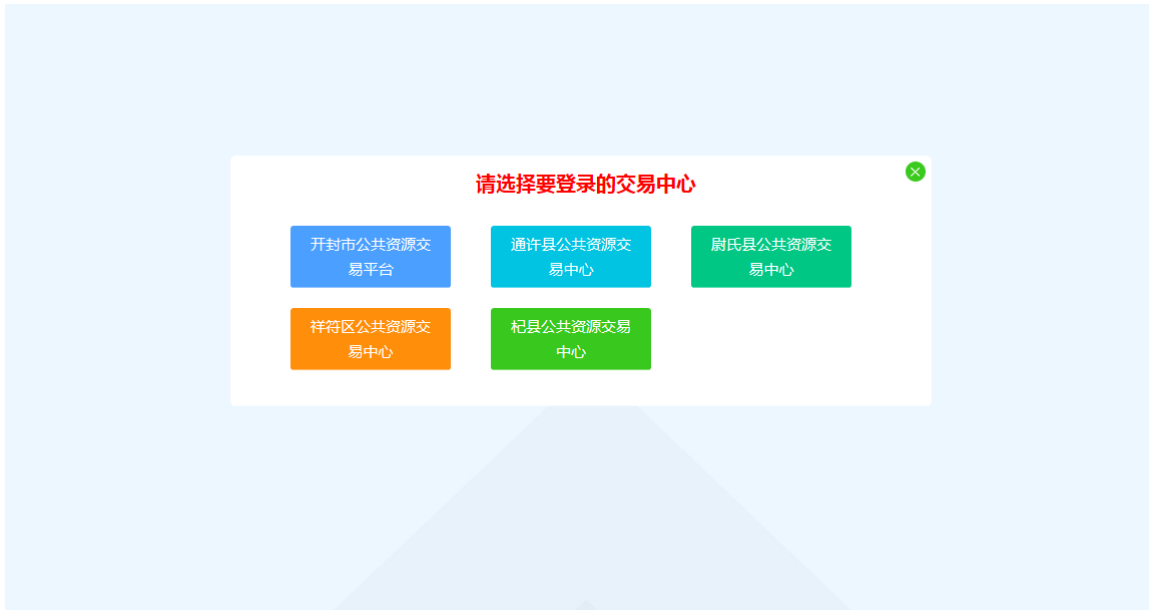 请选择要登录的交易中心
开封市公共资源交
易平台
通许县公共资源交
易中心
尉氏县公共资源交
易中心
祥符区公共资源交
易中心
杞县公共资源交易
中心